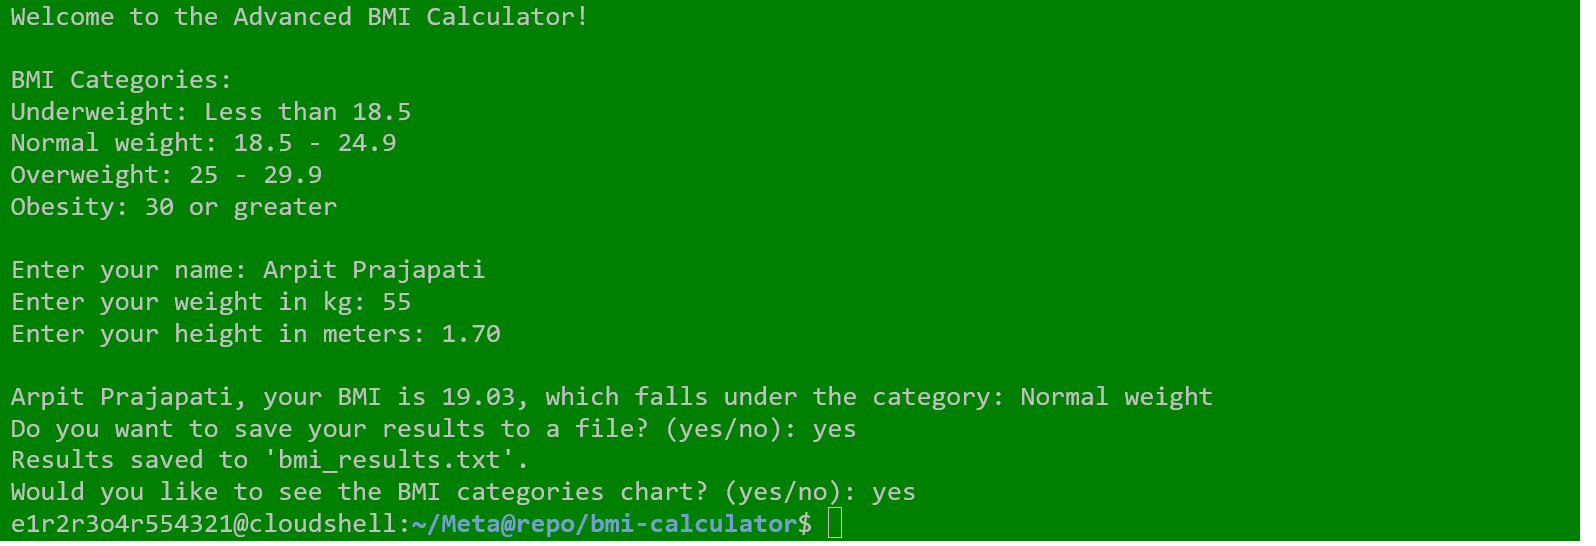 Welcome to the Advanced BMI Calculator!
BMI Categories:
Underweight: Less than 18.5
Normal weight: 18.5 - 24.9
Overweight: 25 - 29.9
Obesity: 30 or greater
Enter your name: Arpit Prajapati
Enter your weight in kg: 55
Enter your height in meters: 1.70
Arpit Prajapati, your BMI is 19.03, which falls under the category: Normal weight
Do you want to save your results to a file? (yes/no): yes
Results saved to 'bmi_results.txt'.
Would you like to see the BMI categories chart? (yes/no): yes
e1r2r3o4r554321@cloudshell:~/Meta@repo/bmi-calculator$